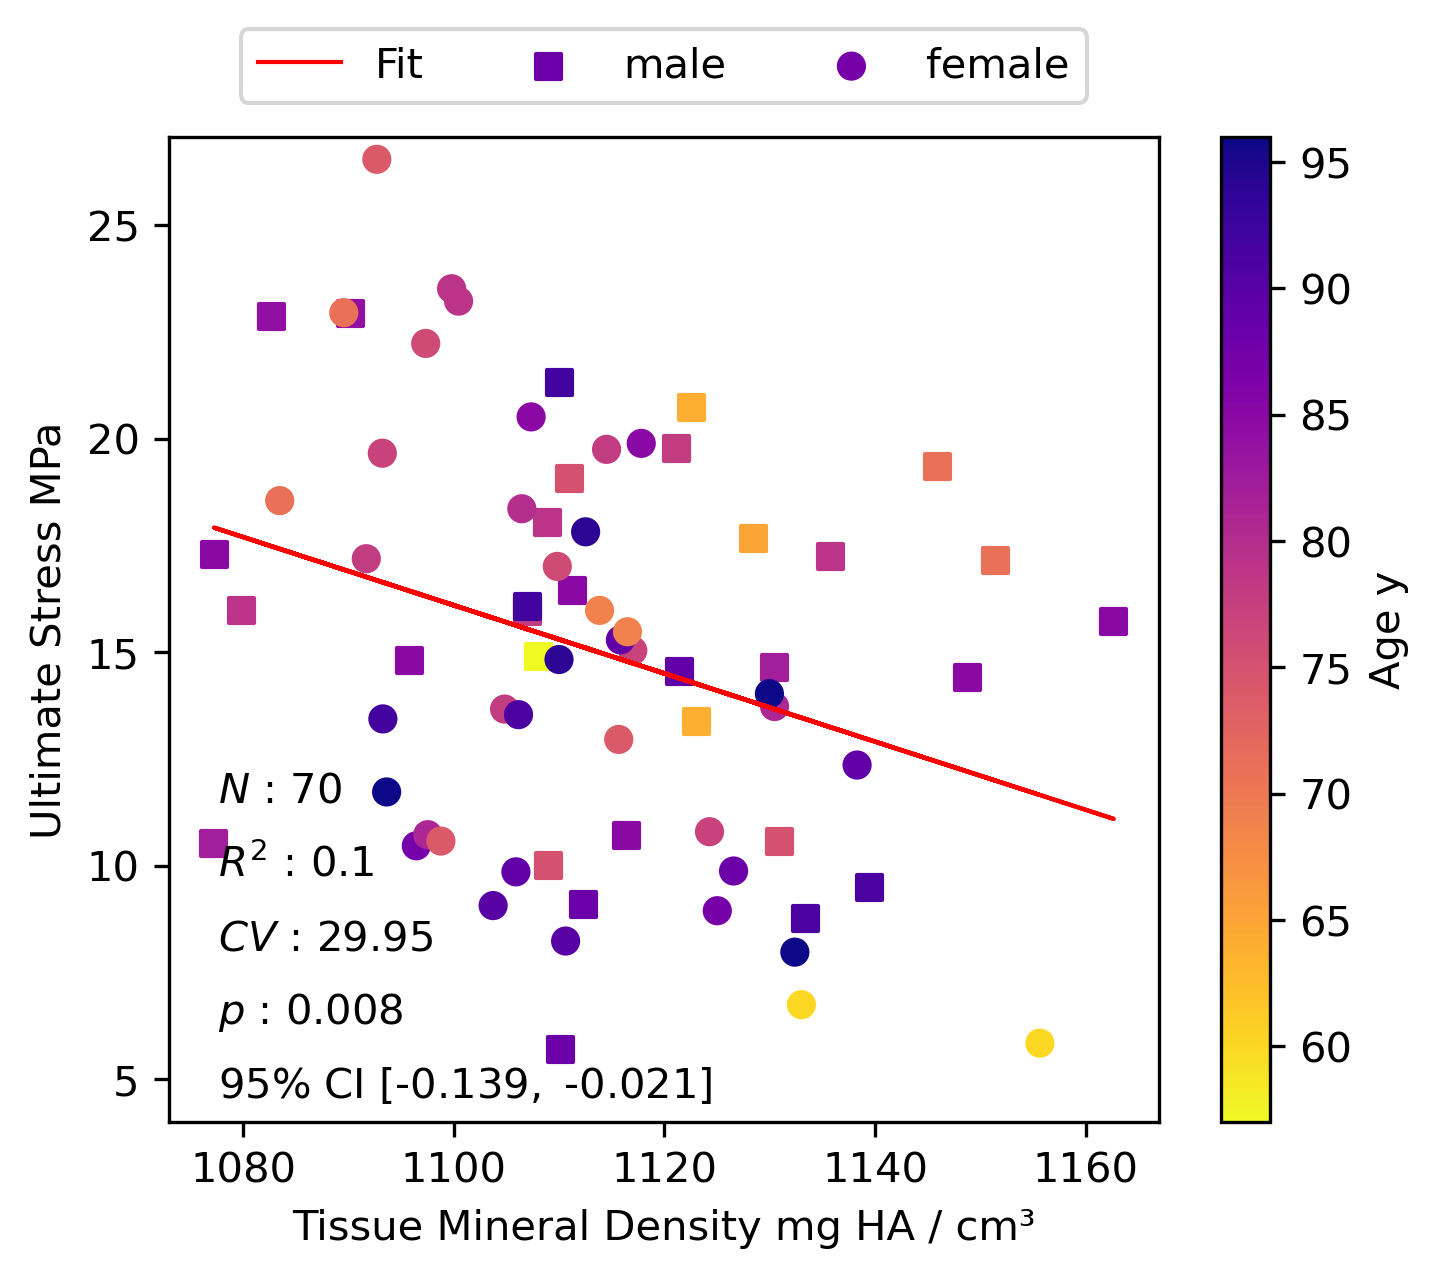 Fit male female
25
20
15
10
5
Ultimate Stress MPa
N : 70
R² : 0.1
CV : 29.95
p : 0.008
95% CI [-0.139, -0.021]
1080 1100 1120 1140 1160
Tissue Mineral Density mg HA / cm³
95
90
85
80
75
70
65
60
Age y